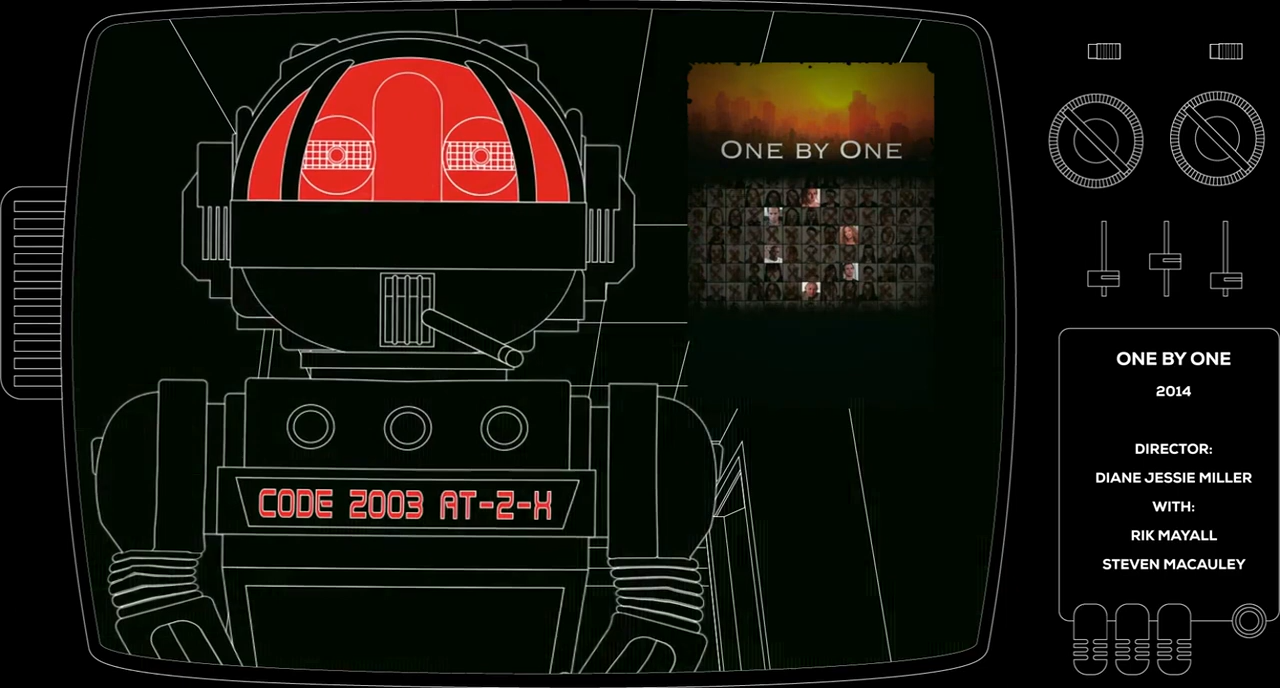 One by One
CODE 2003 AT-2-X
ONE BY ONE
2014
DIRECTOR:
DIANE JESSIE MILLER
WITH:
RIK MAYALL
STEVEN MACAULEY